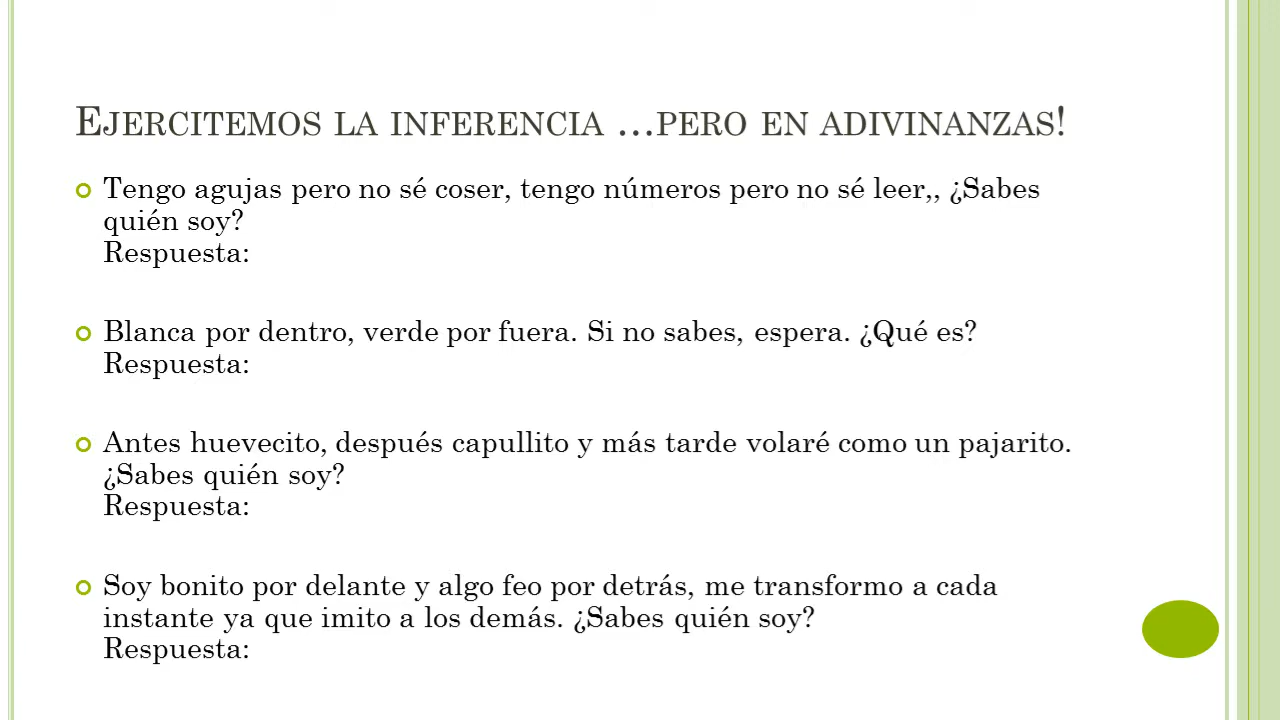 Ejercitemos la inferencia ...pero en adivinanzas!
Tengo agujas pero no sé coser, tengo números pero no sé leer,, ¿Sabes
quién soy?
Respuesta:
Blanca por dentro, verde por fuera. Si no sabes, espera. ¿Qué es?
Respuesta:
Antes huevecito, después capullito y más tarde volaré como un pajarito.
¿Sabes quién soy?
Respuesta:
Soy bonito por delante y algo feo por detrás, me transformo a cada
instante ya que imito a los demás. ¿Sabes quién soy?
Respuesta: